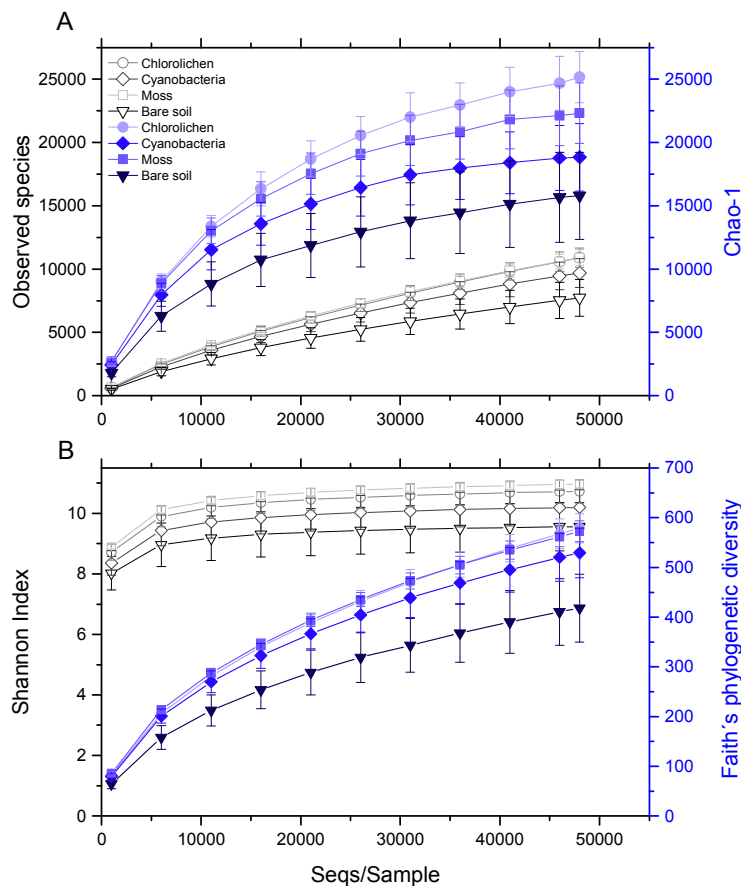 A
Chlorolichen
Cyanobacteria
Moss
Bare soil
Chlorolichen
Cyanobacteria
Moss
Bare soil
Observed species
25000
20000
15000
10000
5000
0
Chao-1
25000
20000
15000
10000
5000
0
0 10000 20000 30000 40000 50000
B
Shannon Index
10
8
6
4
2
0
Faith´s phylogenetic diversity
700
600
500
400
300
200
100
0
0 10000 20000 30000 40000 50000
Seqs/Sample